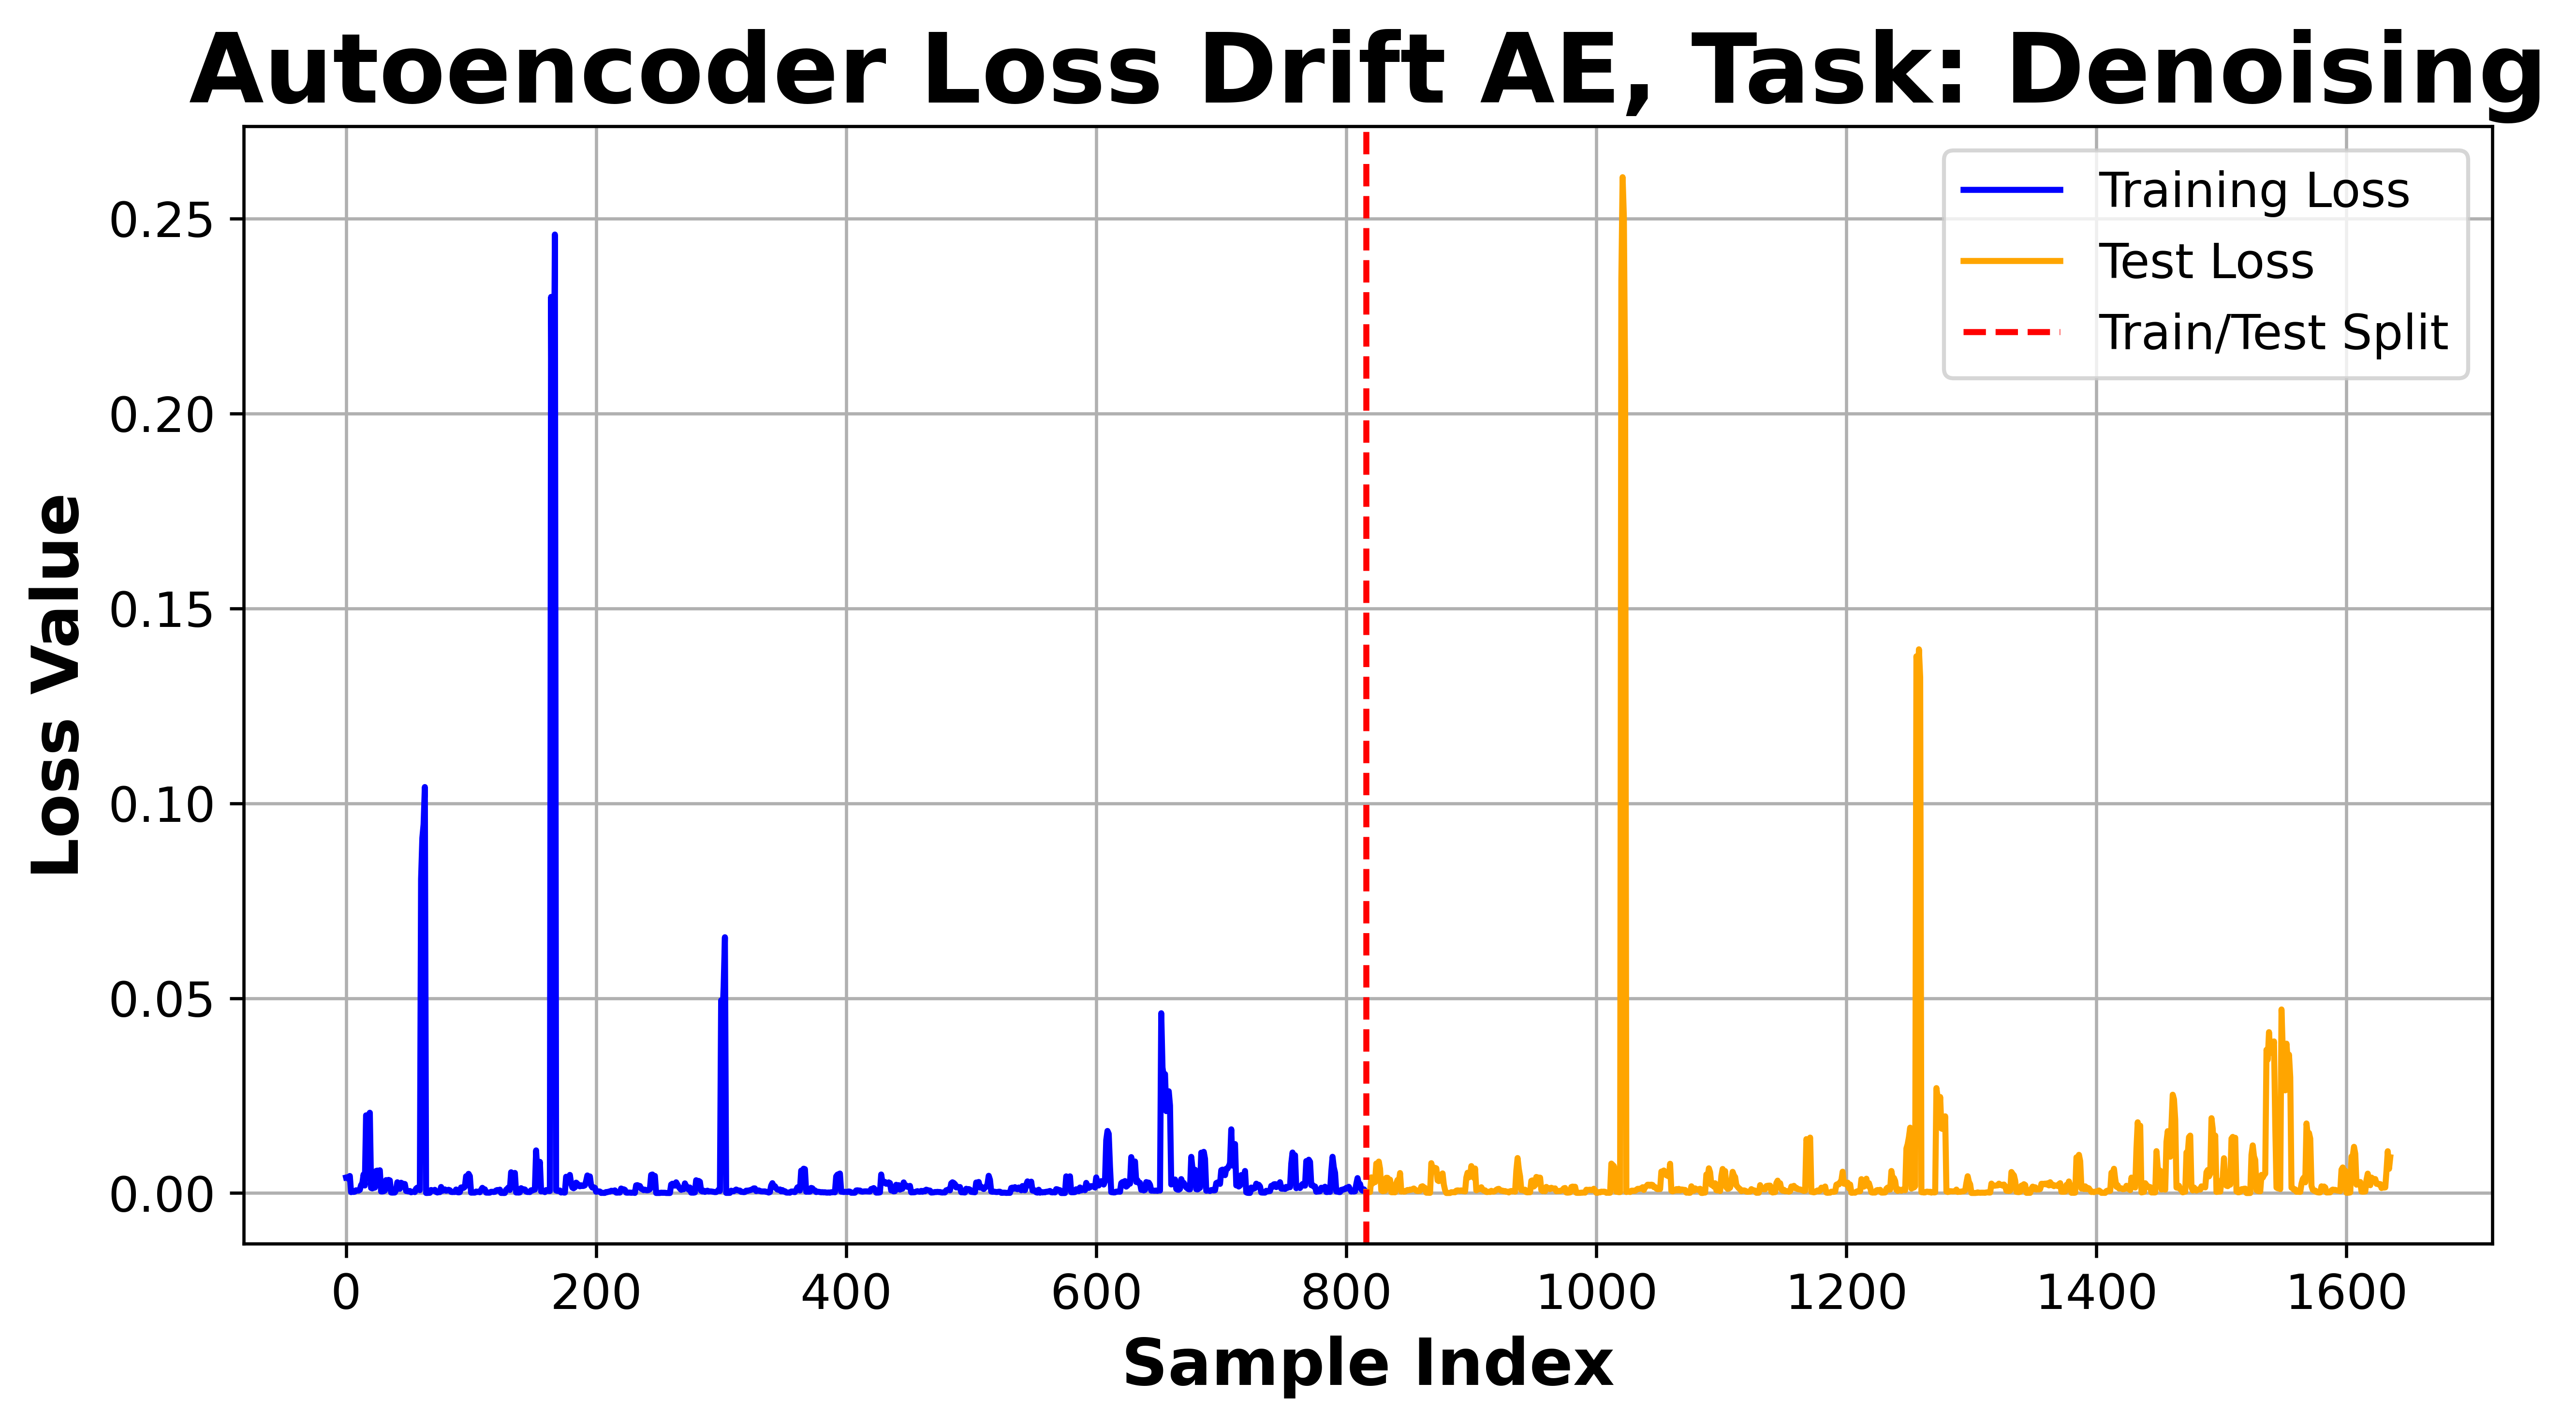 Autoencoder Loss Drift AE, Task: Denoising
Training Loss
Test Loss
Train/Test Split
Loss Value
0.25
0.20
0.15
0.10
0.05
0.00
0 200 400 600 800 1000 1200 1400 1600
Sample Index